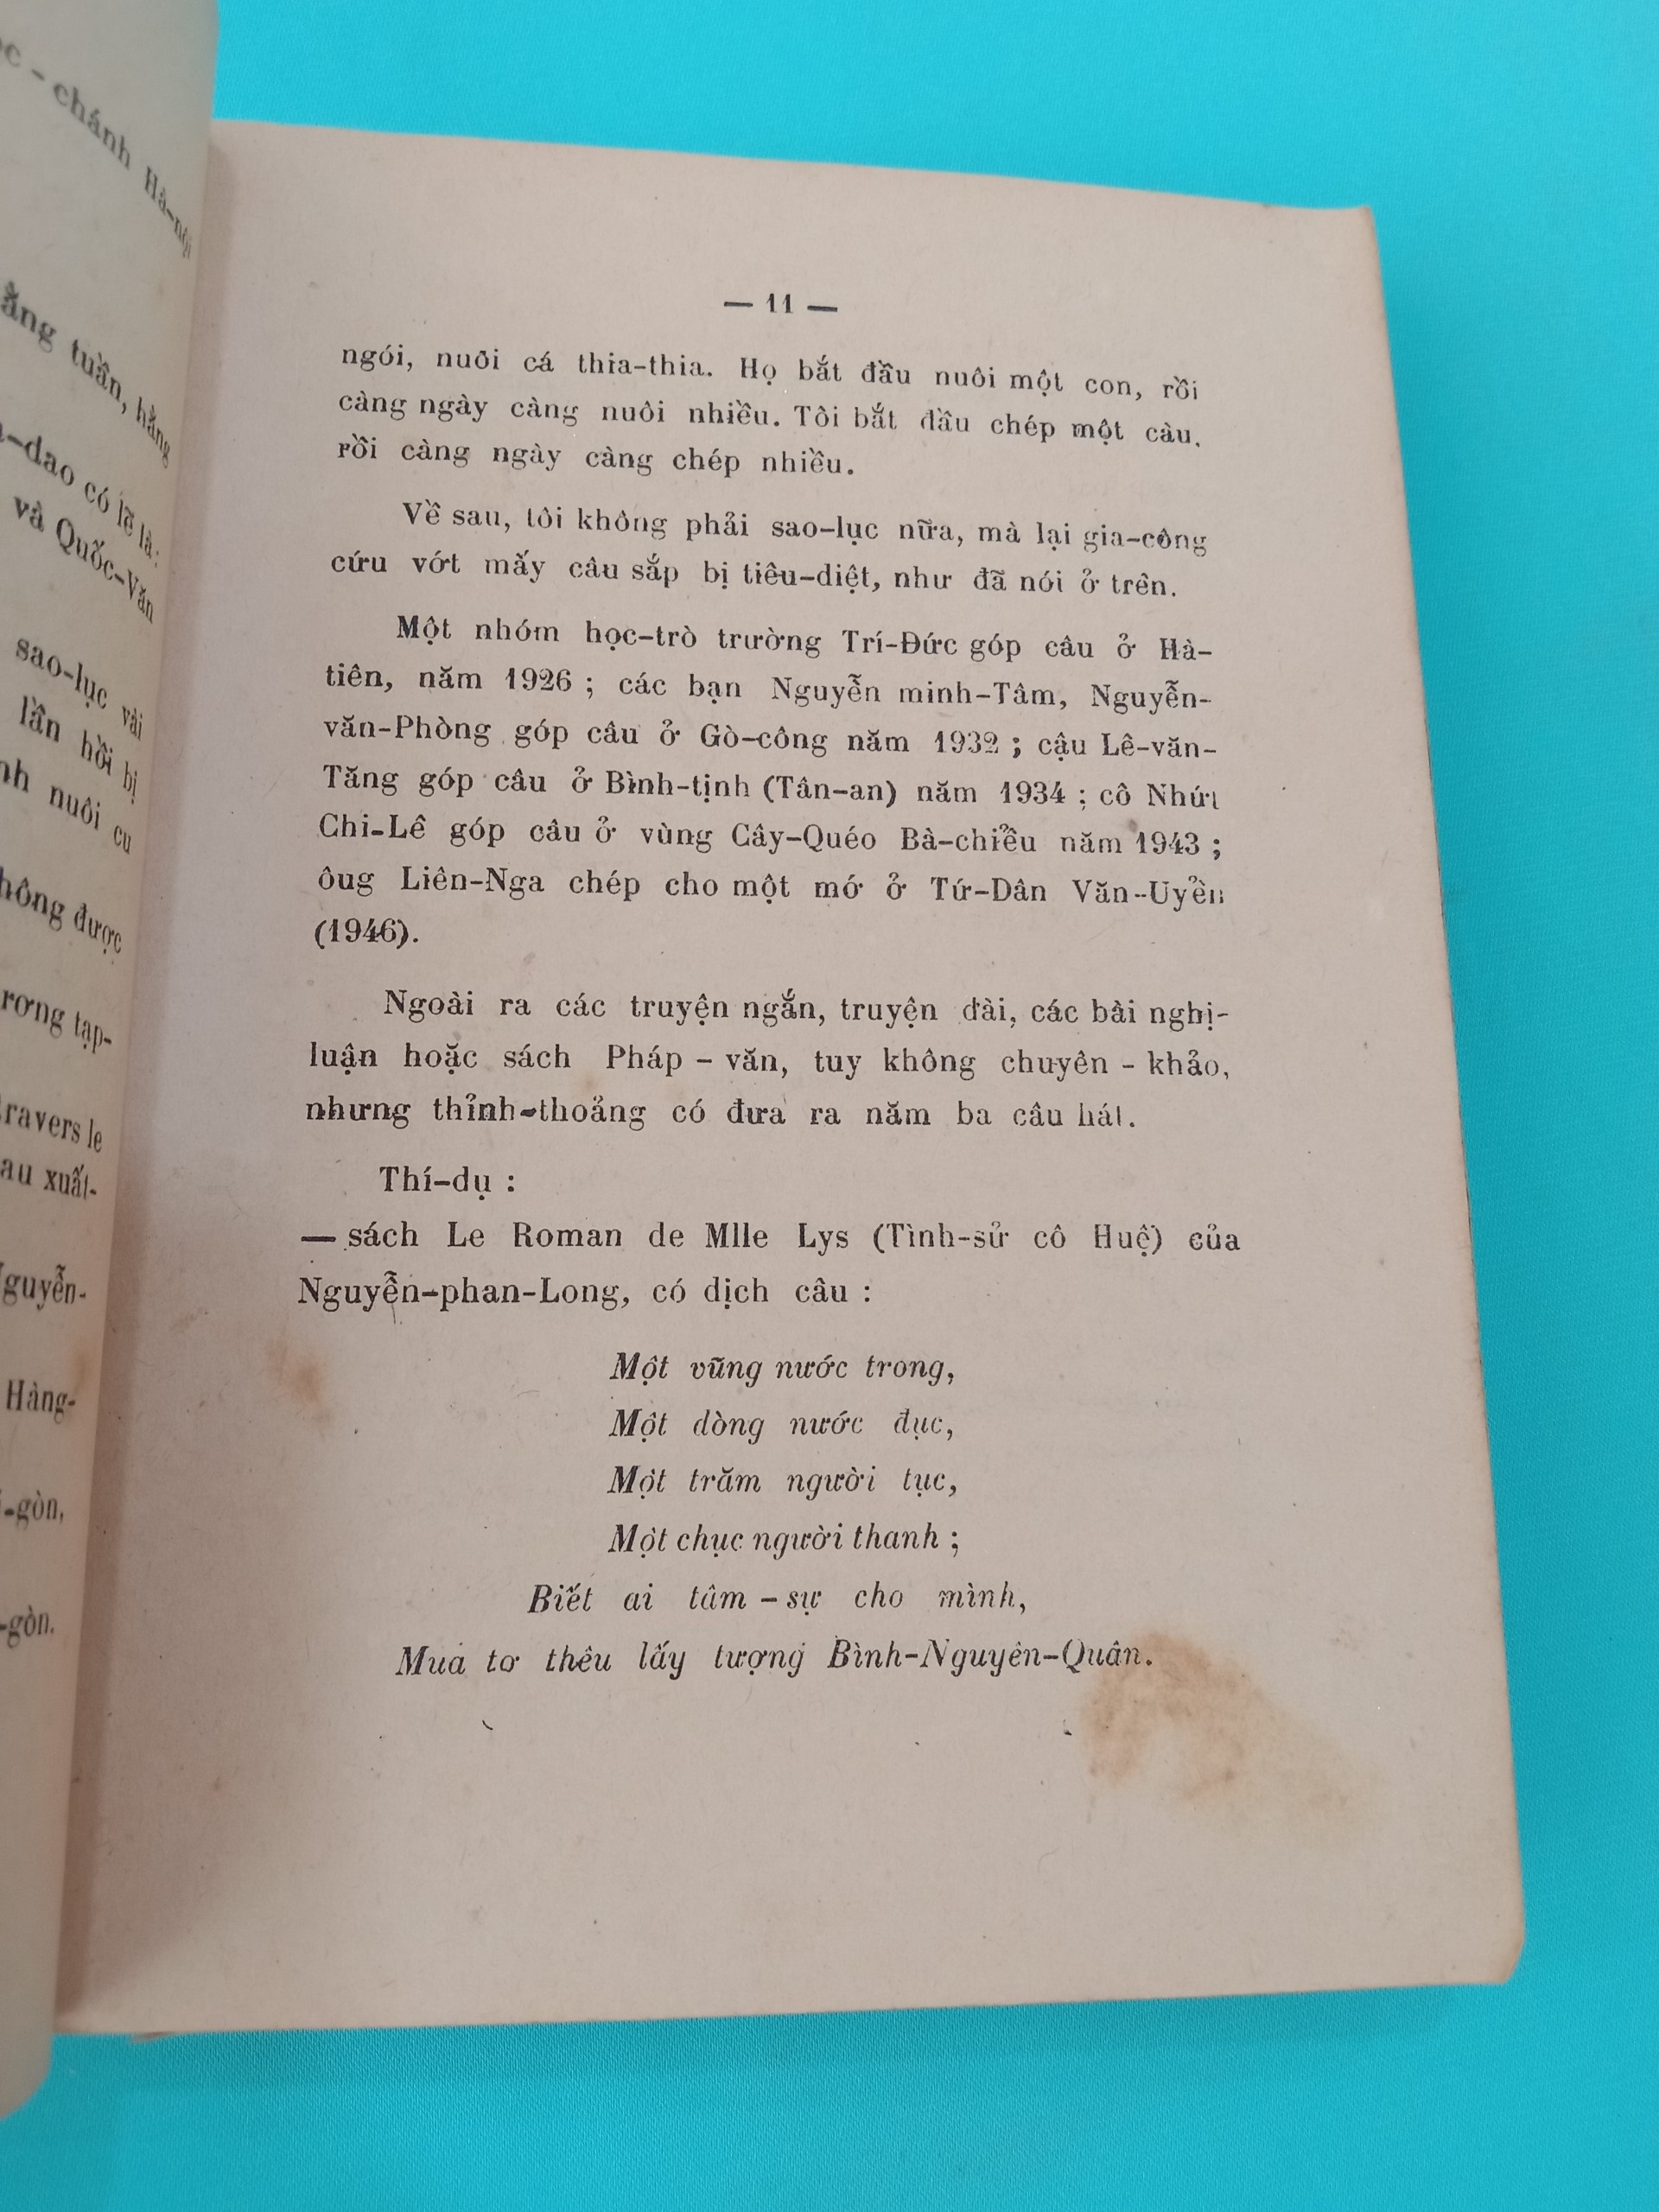 — 11 —
ngói, nuôi cá thia-thia. Họ bắt đầu nuôi một con, rồi
càng ngày càng nuôi nhiều. Tôi bắt đầu chép một câu.
rồi càng ngày càng chép nhiều.
Về sau, tôi không phải sao-lục nữa, mà lại gia-công
cứu vớt mấy câu sắp bị tiêu-diệt, như đã nói ở trên.
Một nhóm học-trò trường Trí-Đức góp câu ở Hà-
tiên, năm 1926 ; các bạn Nguyễn minh-Tâm, Nguyễn-
văn-Phòng góp câu ở Gò-công năm 1932 ; cậu Lê-văn-
Tăng góp câu ở Bình-tịnh (Tân-an) năm 1934 ; cô Nhứt
Chi-Lê góp câu ở vùng Cây-Quéo Bà-chiểu năm 1943 ;
ôug Liên-Nga chép cho một mớ ở Tứ-Dân Văn-Uyển
(1946).
Ngoài ra các truyện ngắn, truyện dài, các bài nghị-
luận hoặc sách Pháp - văn, tuy không chuyên - khảo,
nhưng thỉnh-thoảng có đưa ra năm ba câu hát.
Thí-dụ :
— sách Le Roman de Mlle Lys (Tình-sử cô Huệ) của
Nguyễn-phan-Long, có dịch câu :
Một vũng nước trong,
Một dòng nước đục,
Một trăm người tục,
Một chục người thanh ;
Biết ai tâm - sự cho mình,
Mua tơ thêu lấy tượng Bình-Nguyên-Quân.
chánh Hà-nội
tuần, hằng
-dao có lẽ là:
và Quốc-Văn
sao-lục vài
lần hồi bị
nuôi cu
được
tạp-
travers le
xuất-
Nguyễn-
Hàng-
-gòn,
-gòn.